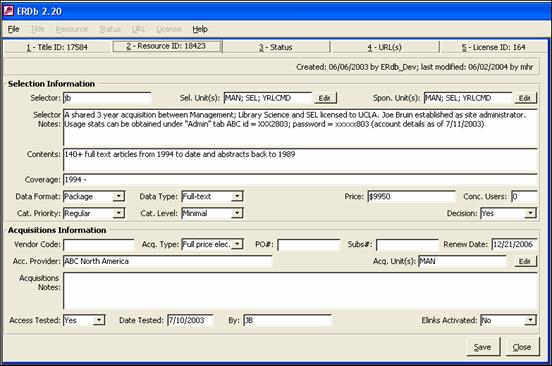 ERDb 2.20
File Title Resource Status URL License Help
1 - Title ID: 17584 2 - Resource ID: 18423 3 - Status 4 - URL(s) 5 - License ID: 164
Created: 06/06/2003 by ERdb_Dev; last modified: 06/02/2004 by mhr
Selection Information
Selector: jb Sel. Unit(s): MAN; SEL; YRLCMD Edit Spon. Unit(s): MAN; SEL; YRLCMD Edit
Selector Notes: A shared 3 year acquisition between Management; Library Science and SEL licensed to UCLA. Joe Bruin established as site administrator.
Usage stats can be obtained under "Admin" tab ABC id = XXX2803; password = xxxxx803 (account details as of 7/11/2003)
Contents: 140+ full text articles from 1994 to date and abstracts back to 1989
Coverage: 1994 -
Data Format: Package Data Type: Full-text Price: $9950 Conc. Users: 0
Cat. Priority: Regular Cat. Level: Minimal Decision: Yes
Acquisitions Information
Vendor Code: Acq. Type: Full price elec. PO#: Subs#: Renew Date: 12/21/2006
Acc. Provider: ABC North America Acq. Unit(s): MAN Edit
Acquisitions Notes:
Access Tested: Yes Date Tested: 7/10/2003 By: JB Elinks Activated: No
Save Close